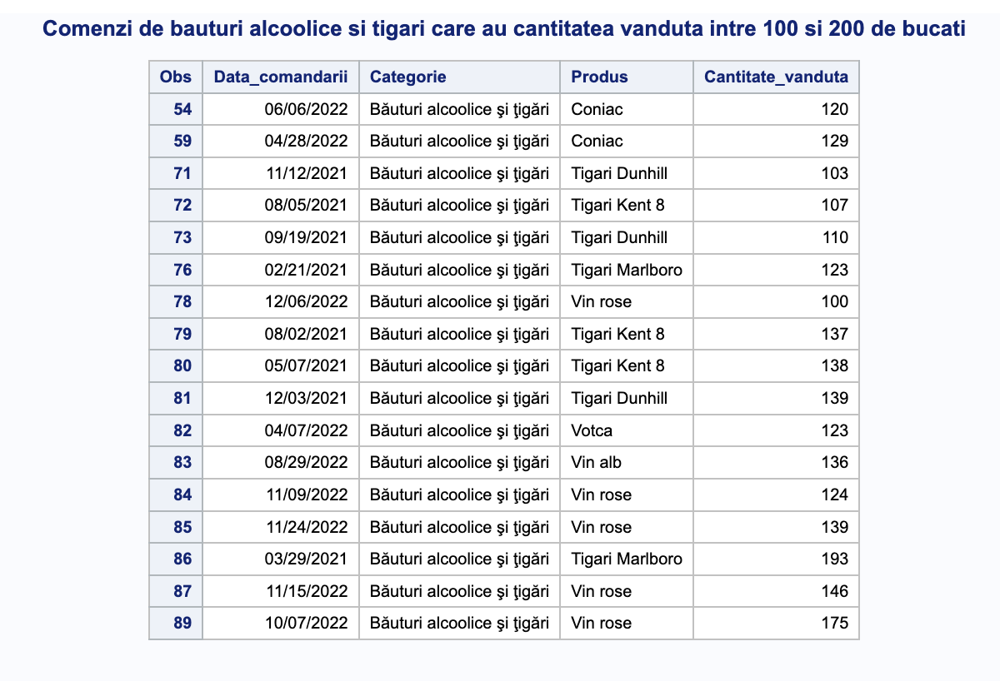 Comenzi de bauturi alcoolice si tigari care au cantitatea vanduta intre 100 si 200 de bucati
Obs Data_comandarii Categorie Produs Cantitate_vanduta
54 06/06/2022 Băuturi alcoolice şi ţigări Coniac 120
59 04/28/2022 Băuturi alcoolice şi ţigări Coniac 129
71 11/12/2021 Băuturi alcoolice şi ţigări Tigari Dunhill 103
72 08/05/2021 Băuturi alcoolice şi ţigări Tigari Kent 8 107
73 09/19/2021 Băuturi alcoolice şi ţigări Tigari Dunhill 110
76 02/21/2021 Băuturi alcoolice şi ţigări Tigari Marlboro 123
78 12/06/2022 Băuturi alcoolice şi ţigări Vin rose 100
79 08/02/2021 Băuturi alcoolice şi ţigări Tigari Kent 8 137
80 05/07/2021 Băuturi alcoolice şi ţigări Tigari Kent 8 138
81 12/03/2021 Băuturi alcoolice şi ţigări Tigari Dunhill 139
82 04/07/2022 Băuturi alcoolice şi ţigări Votca 123
83 08/29/2022 Băuturi alcoolice şi ţigări Vin alb 136
84 11/09/2022 Băuturi alcoolice şi ţigări Vin rose 124
85 11/24/2022 Băuturi alcoolice şi ţigări Vin rose 139
86 03/29/2021 Băuturi alcoolice şi ţigări Tigari Marlboro 193
87 11/15/2022 Băuturi alcoolice şi ţigări Vin rose 146
89 10/07/2022 Băuturi alcoolice şi ţigări Vin rose 175